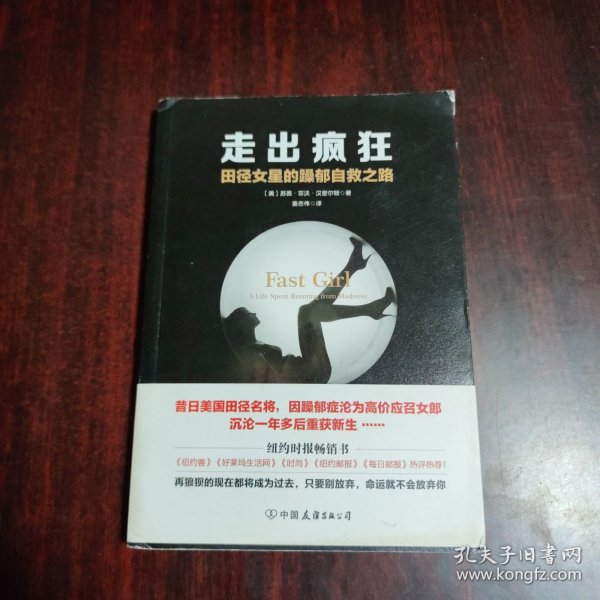 走出疯狂
田径女星的躁郁自救之路
【美】苏茜·菲沃·汉密尔顿◎著
姜忠伟◎译
Fast Girl
A Life Spent Running from Madness
昔日美国田径名将，因躁郁症沦为高价应召女郎
沉沦一年多后重获新生……
纽约时报畅销书
《纽约客》《好莱坞生活网》《时尚》《纽约邮报》《每日邮报》热评热荐！
再狼狈的现在都将成为过去，只要别放弃，命运就不会放弃你
中国友谊出版公司
孔夫子旧书网
www.kongfz.com